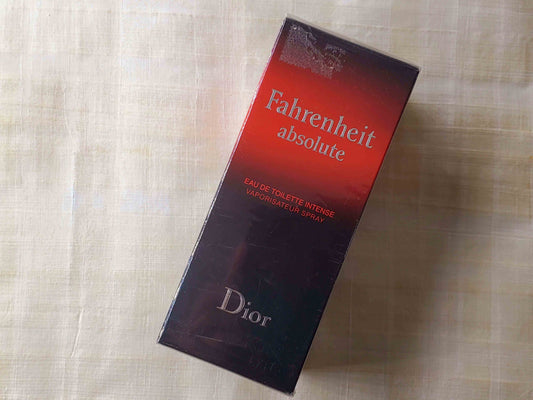 Fahrenheit
absolute
EAU DE TOILETTE INTENSE
VAPORISATEUR SPRAY
Dior